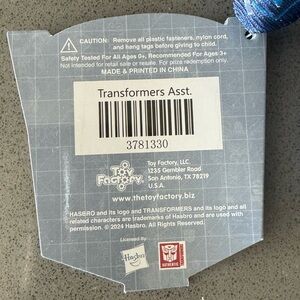 CAUTION: Remove all plastic fasteners, nylon cord,
and hang tags before giving to child.
Safety Tested For All Ages 0+. Recommended For Ages 3+
Not intended for retail sale or resale. For prize redemption only.
MADE & PRINTED IN CHINA
Transformers Asst.
3781330
Toy Factory
Toy Factory, LLC.
1235 Gembler Road
San Antonio, TX 78219
U.S.A.
www.thetoyfactory.biz
HASBRO and its logo and TRANSFORMERS and its logo and all
related characters are trademarks of Hasbro and are used with
permission. © 2024 Hasbro. All Rights Reserved.
Licensed By:
Hasbro
AUTHENTIC